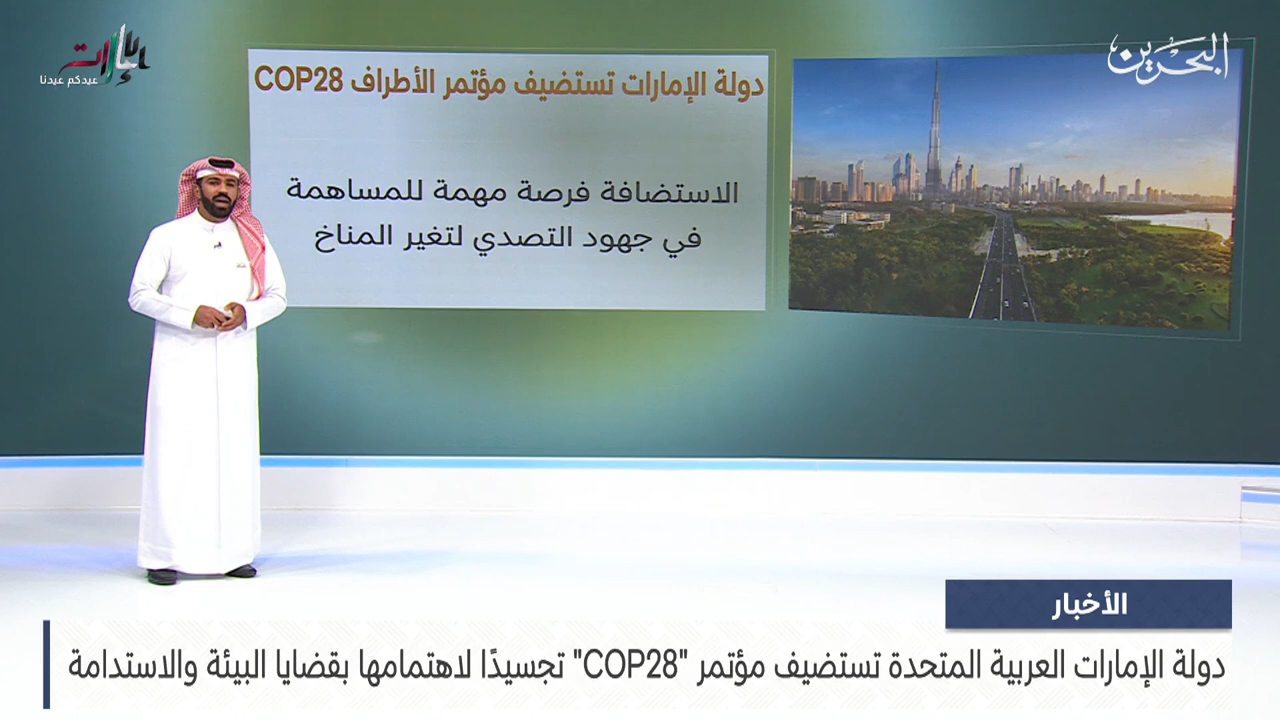 الإمارات
عيدكم عيدنا
البحرين
دولة الإمارات تستضيف مؤتمر الأطراف COP28
الاستضافة فرصة مهمة للمساهمة
في جهود التصدي لتغير المناخ
الأخبار
دولة الإمارات العربية المتحدة تستضيف مؤتمر "COP28" تجسيدًا لاهتمامها بقضايا البيئة والاستدامة